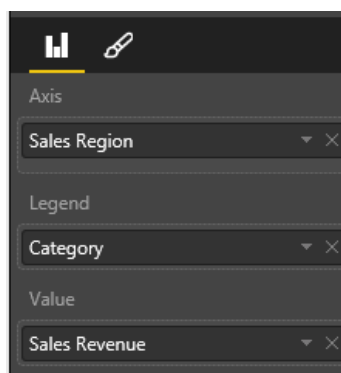 Axis
Sales Region
Legend
Category
Value
Sales Revenue